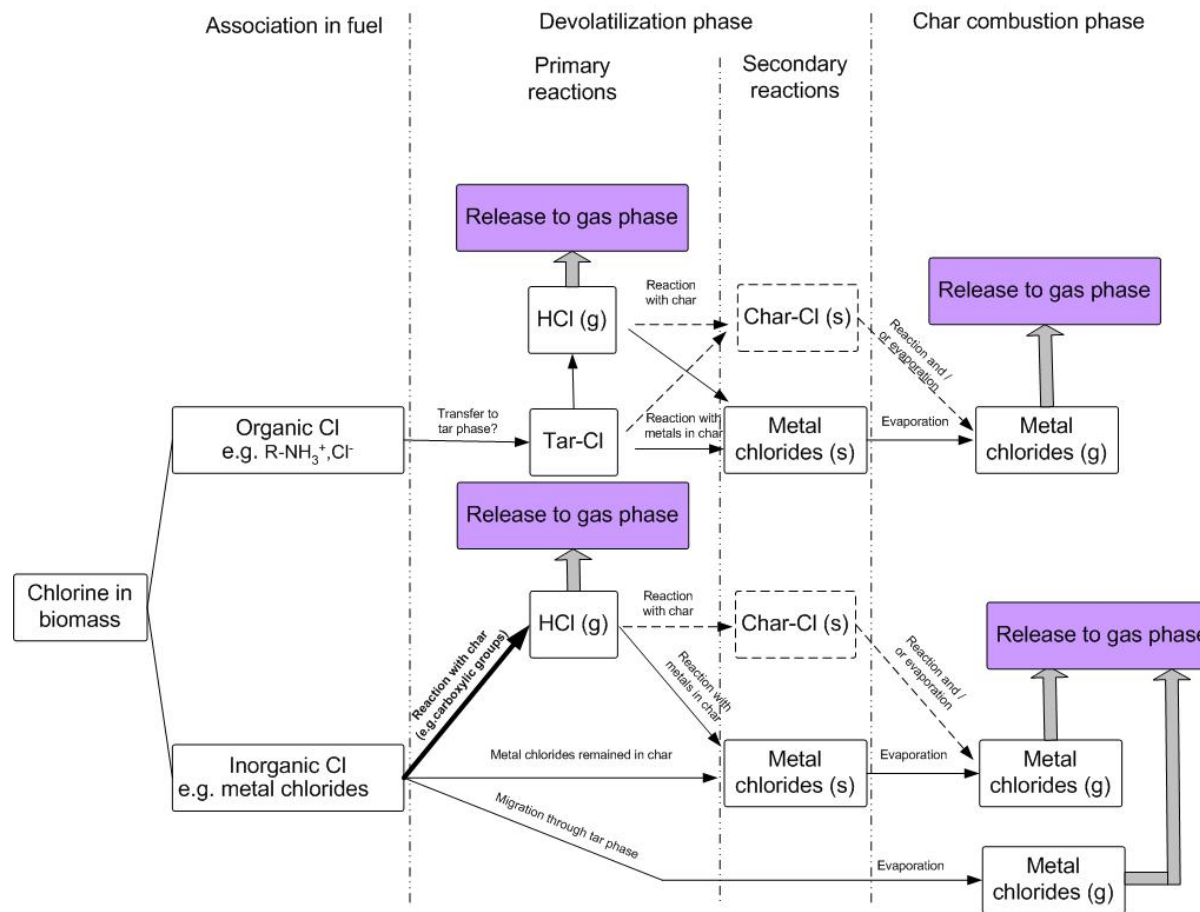 Association in fuel
Devolatilization phase
Char combustion phase
Primary
reactions
Secondary
reactions
Release to gas phase
HCl (g)
Reaction
with char
Char-Cl (s)
Reaction and /
or evaporation
Release to gas phase
Organic Cl
e.g. R-NH₃⁺,Cl⁻
Transfer to
tar phase?
Tar-Cl
Reaction with
metals in char
Metal
chlorides (s)
Evaporation
Metal
chlorides (g)
Release to gas phase
Chlorine in
biomass
HCl (g)
Reaction
with char
Char-Cl (s)
Reaction and /
or evaporation
Release to gas phase
Reaction with char
(e.g.carboxylic groups)
Reaction with
metals in char
Inorganic Cl
e.g. metal chlorides
Metal chlorides remained in char
Metal
chlorides (s)
Evaporation
Metal
chlorides (g)
Migration through tar phase
Evaporation
Metal
chlorides (g)